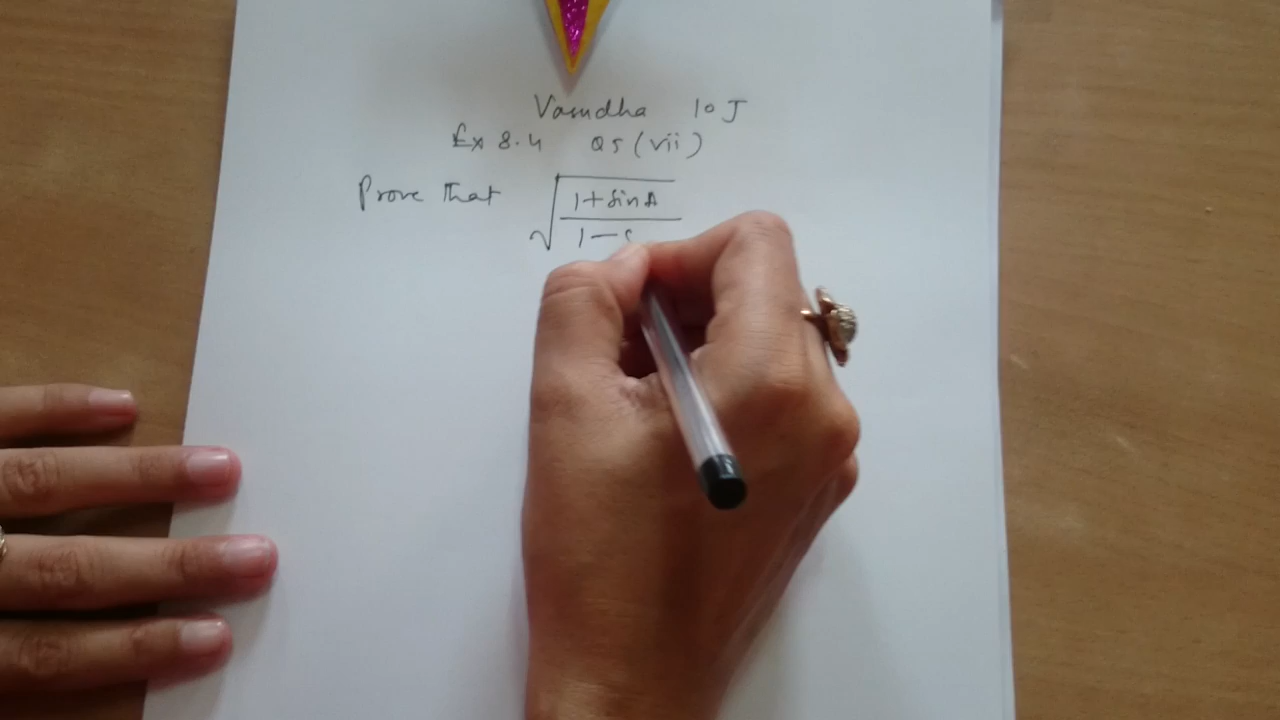 Vasudha 10 J
Ex 8.4 Q5 (vii)
Prove that √(1+sinA
1-s